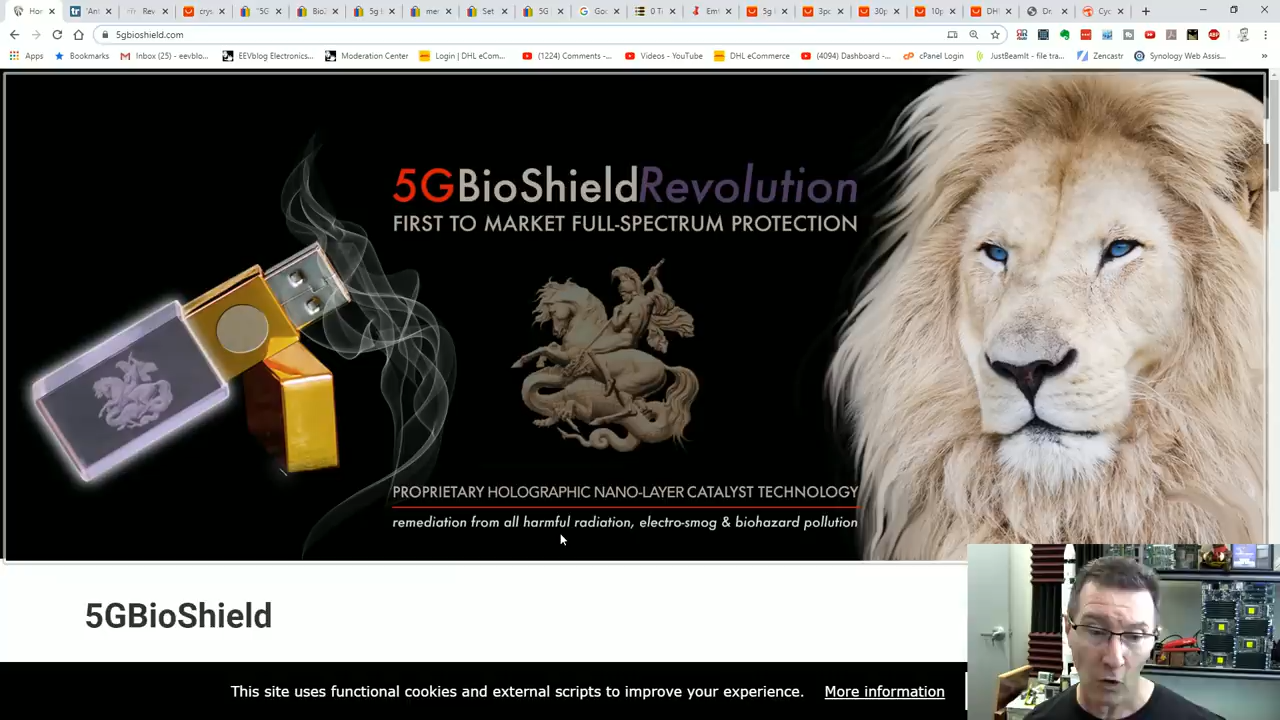 5gbioshield.com
Apps
Bookmarks
Inbox (25) - eevblo...
EEVblog Electronics...
Moderation Center
Login | DHL eCom...
(1224) Comments -...
Videos - YouTube
DHL eCommerce
(4094) Dashboard -...
cPanel Login
JustBeamIt - file tra...
Zencastr
Synology Web Assis...
5GBioShieldRevolution
FIRST TO MARKET FULL-SPECTRUM PROTECTION
PROPRIETARY HOLOGRAPHIC NANO-LAYER CATALYST TECHNOLOGY
remediation from all harmful radiation, electro-smog & biohazard pollution
5GBioShield
This site uses functional cookies and external scripts to improve your experience.
More information